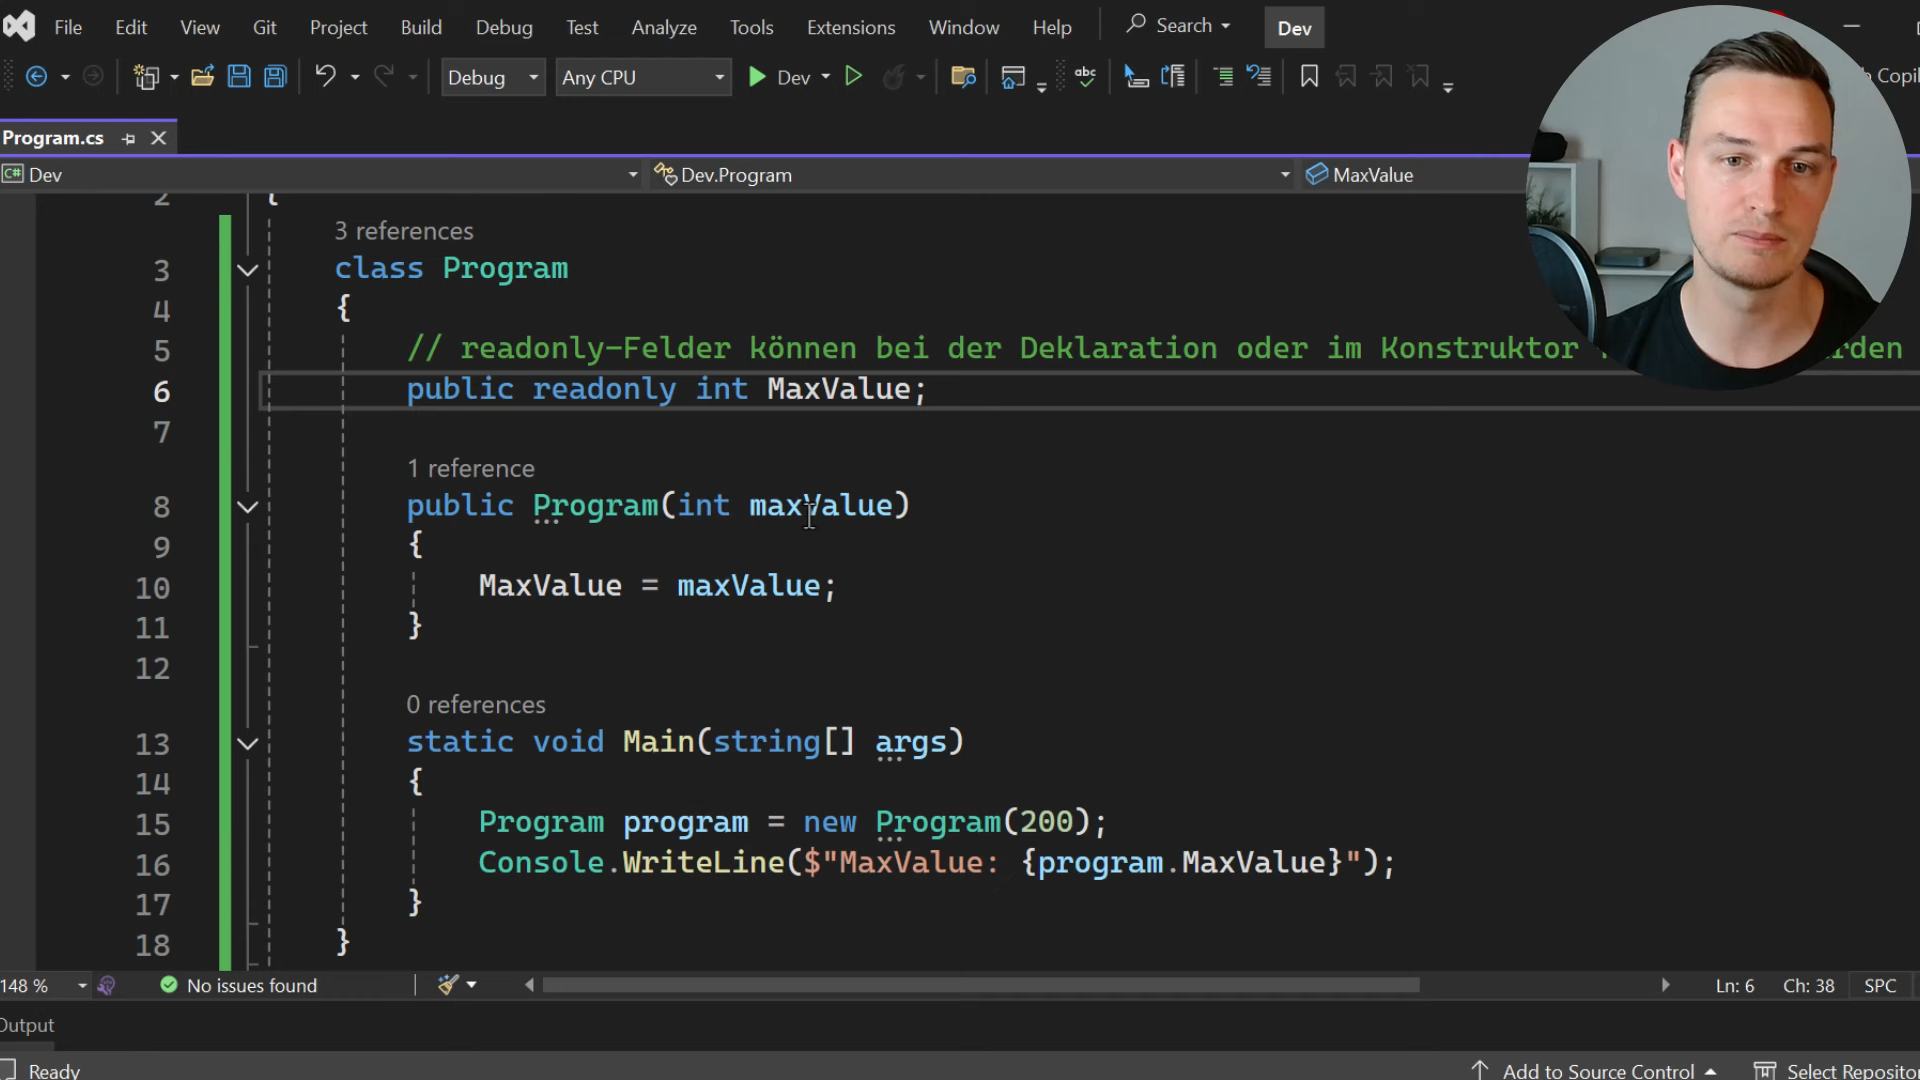 File Edit View Git Project Build Debug Test Analyze Tools Extensions Window Help Search Dev
Debug Any CPU Dev abc
Program.cs
C# Dev Dev.Program MaxValue
2 {
3 references
3 class Program
4 {
5 // readonly-Felder können bei der Deklaration oder im Konstruktor
6 public readonly int MaxValue;
7
1 reference
8 public Program(int maxValue)
9 {
10 MaxValue = maxValue;
11 }
12
0 references
13 static void Main(string[] args)
14 {
15 Program program = new Program(200);
16 Console.WriteLine($"MaxValue: {program.MaxValue}");
17 }
18 }
148 % No issues found Ln: 6 Ch: 38 SPC
Output
Ready Add to Source Control Select